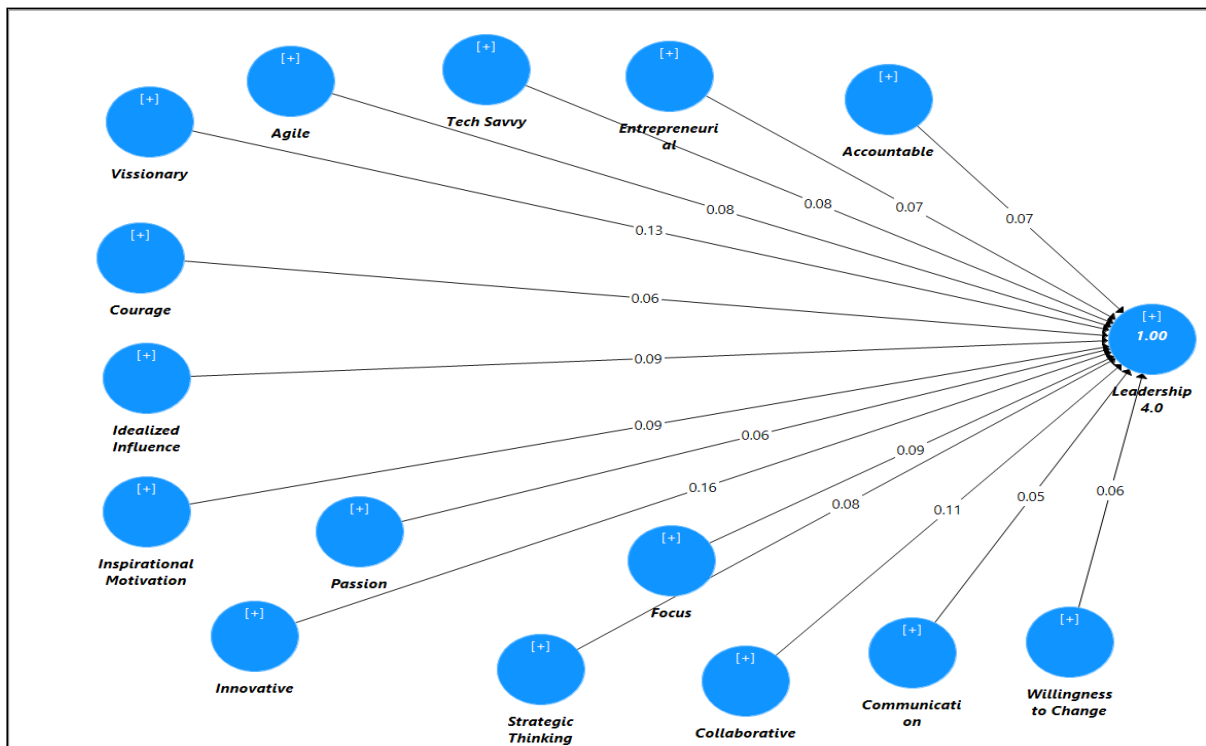 [+]
Vissionary
[+]
Agile
[+]
Tech Savvy
[+]
Entrepreneuri
al
[+]
Accountable
0.08
0.08
0.07
0.07
0.13
[+]
Courage
0.06
[+]
1.00
Leadership
4.0
[+]
Idealized
Influence
0.09
[+]
Inspirational
Motivation
0.09
[+]
Passion
0.06
[+]
Innovative
0.16
[+]
Focus
0.09
[+]
Strategic
Thinking
0.08
[+]
Collaborative
0.11
[+]
Communicati
on
0.05
[+]
Willingness
to Change
0.06